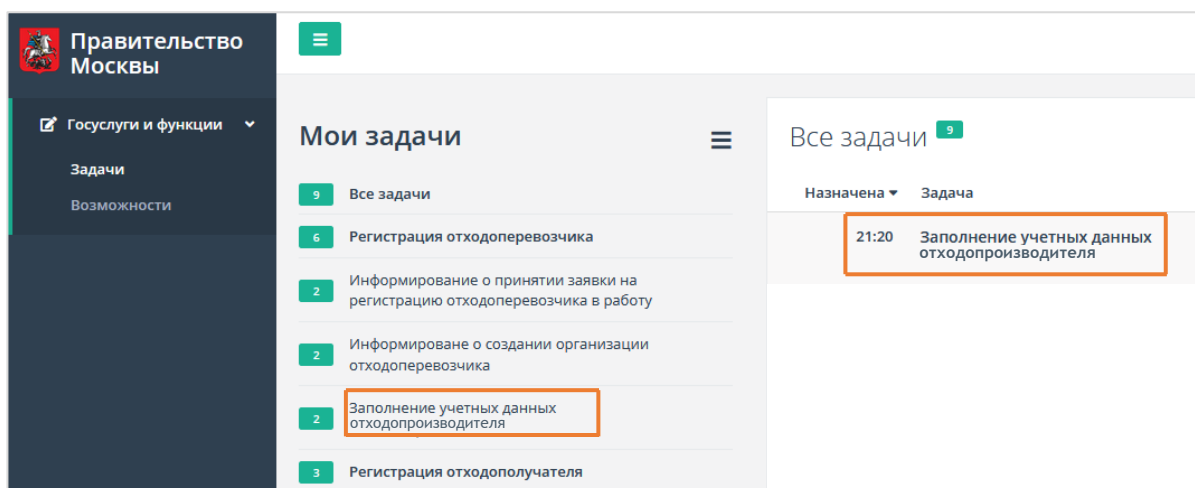 Правительство
Москвы
Госуслуги и функции
Задачи
Возможности
Мои задачи
9 Все задачи
6 Регистрация отходоперевозчика
2 Информирование о принятии заявки на
регистрацию отходоперевозчика в работу
2 Информироване о создании организации
отходоперевозчика
2 Заполнение учетных данных
отходопроизводителя
3 Регистрация отходополучателя
Все задачи 9
Назначена Задача
21:20 Заполнение учетных данных
отходопроизводителя